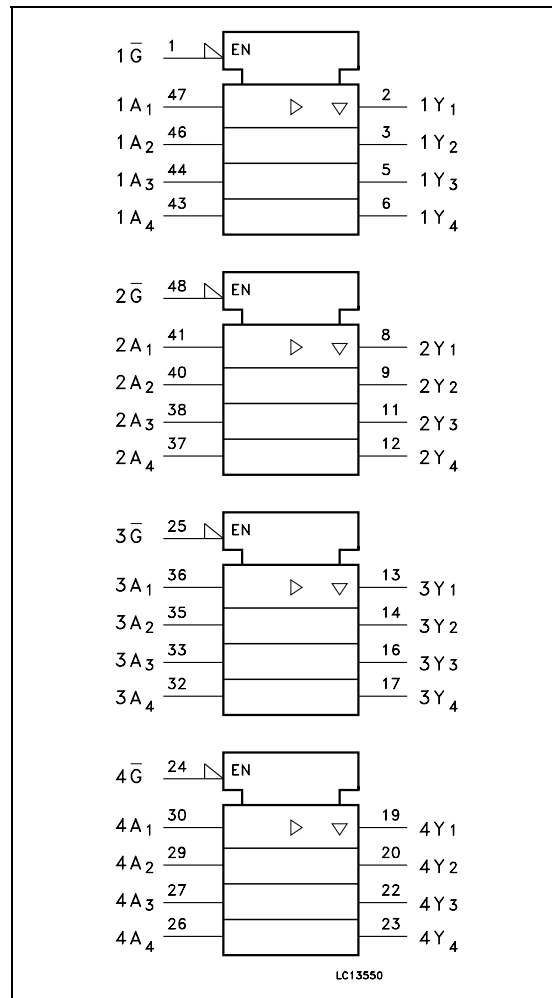 1G̅ 1 EN
1A1 47 2 1Y1
1A2 46 3 1Y2
1A3 44 5 1Y3
1A4 43 6 1Y4
2G̅ 48 EN
2A1 41 8 2Y1
2A2 40 9 2Y2
2A3 38 11 2Y3
2A4 37 12 2Y4
3G̅ 25 EN
3A1 36 13 3Y1
3A2 35 14 3Y2
3A3 33 16 3Y3
3A4 32 17 3Y4
4G̅ 24 EN
4A1 30 19 4Y1
4A2 29 20 4Y2
4A3 27 22 4Y3
4A4 26 23 4Y4
LC13550